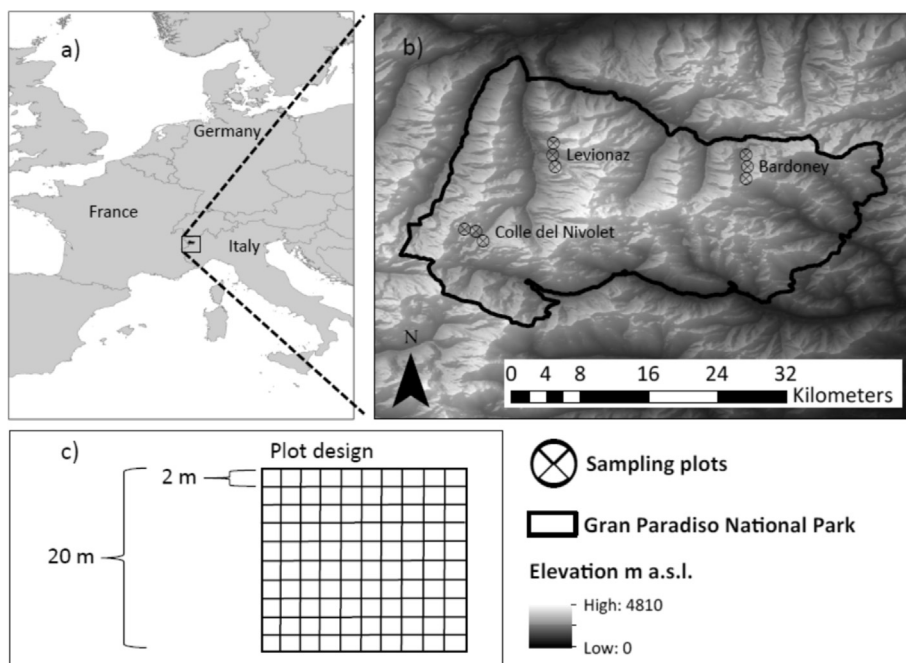 a)
Germany
France
Italy
b)
Levionaz
Bardoney
Colle del Nivolet
N
0 4 8 16 24 32
Kilometers
c)
Plot design
2 m
20 m
Sampling plots
Gran Paradiso National Park
Elevation m a.s.l.
High: 4810
Low: 0